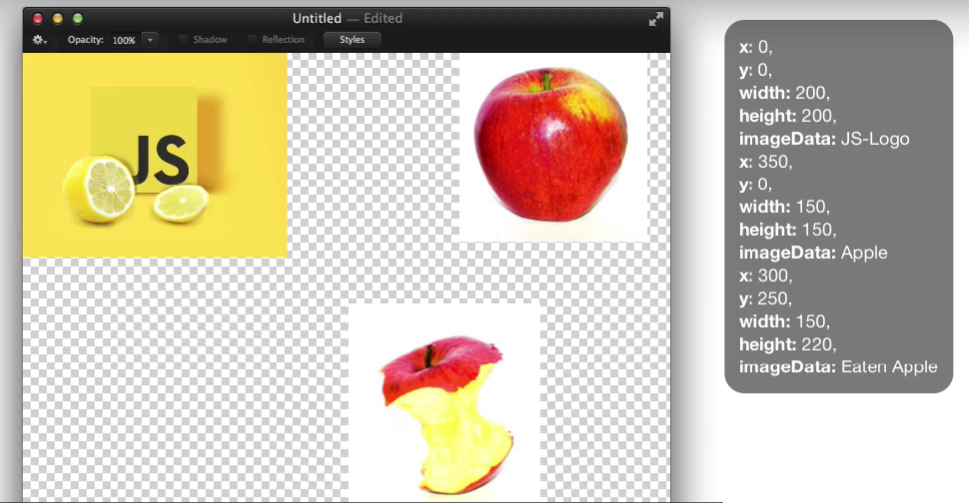 Untitled — Edited
Opacity: 100% Shadow Reflection Styles
JS
x: 0,
y: 0,
width: 200,
height: 200,
imageData: JS-Logo
x: 350,
y: 0,
width: 150,
height: 150,
imageData: Apple
x: 300,
y: 250,
width: 150,
height: 220,
imageData: Eaten Apple